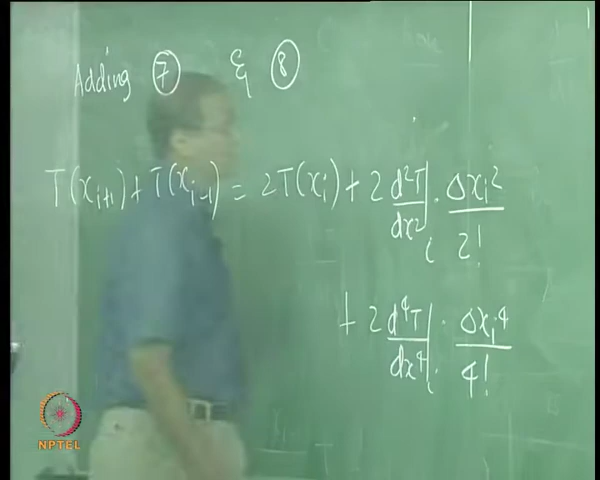 Adding ⑦ & ⑧
T(xᵢ₊₁) + T(xᵢ₋₁) = 2T(xᵢ) + 2 d²T/dx²|ᵢ · Δxᵢ²/2!
+ 2 d⁴T/dx⁴|ᵢ · Δxᵢ⁴/4!
NPTEL